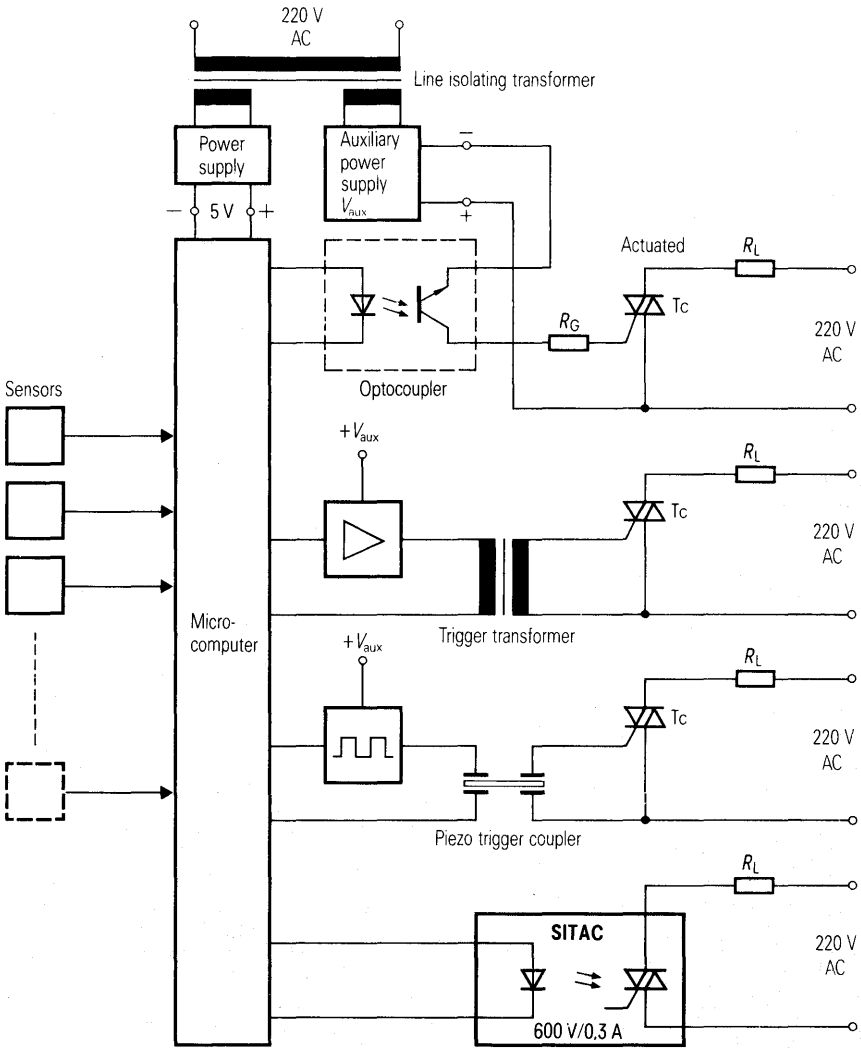 220 V
AC
Line isolating transformer
Power
supply
Auxiliary
power
supply
Vaux
−
+
− 5 V +
Actuated
RL
Tc
RG
220 V
AC
Optocoupler
Sensors
+Vaux
RL
Tc
220 V
AC
Trigger transformer
Micro-
computer
+Vaux
RL
Tc
220 V
AC
Piezo trigger coupler
RL
SITAC
220 V
AC
600 V/0,3 A